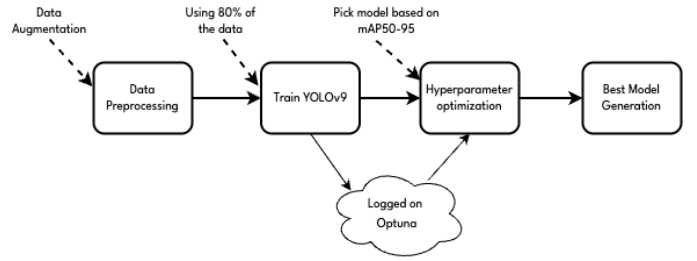 Data
Augmentation
Using 80% of
the data
Pick model based on
mAP50-95
Data
Preprocessing
Train YOLOv9
Hyperparameter
optimization
Best Model
Generation
Logged on
Optuna